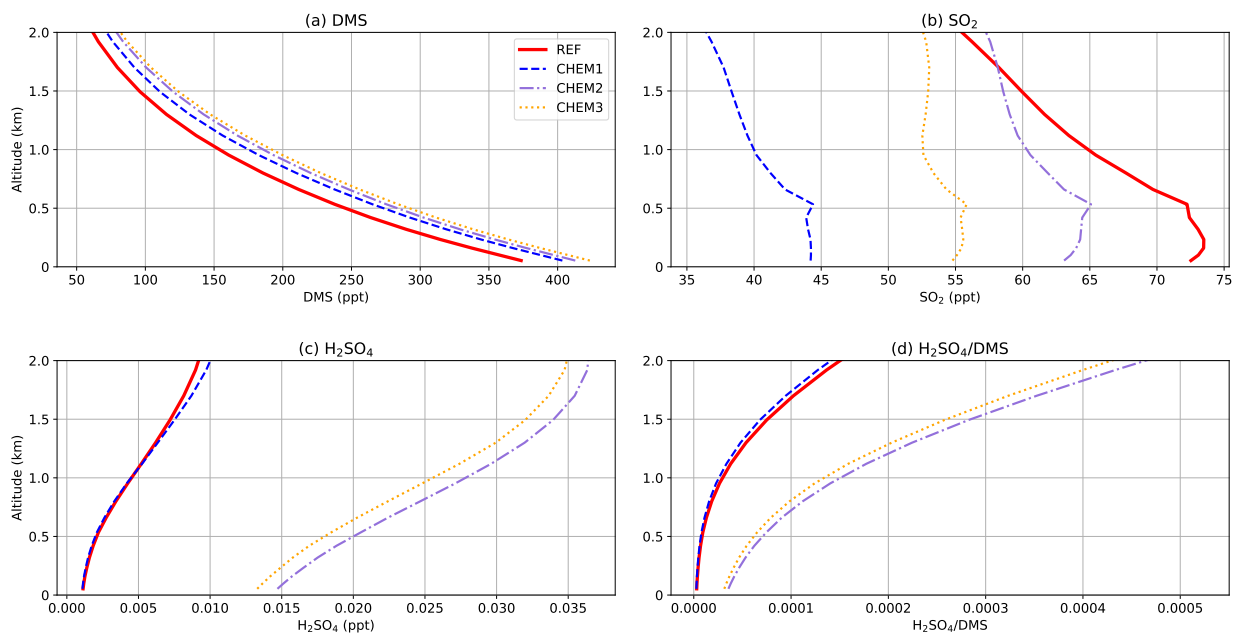 (a) DMS
2.0
1.5
1.0
0.5
0
Altitude (km)
50 100 150 200 250 300 350 400
DMS (ppt)
REF
CHEM1
CHEM2
CHEM3
(b) SO₂
2.0
1.5
1.0
0.5
0
35 40 45 50 55 60 65 70 75
SO₂ (ppt)
(c) H₂SO₄
2.0
1.5
1.0
0.5
0
Altitude (km)
0.000 0.005 0.010 0.015 0.020 0.025 0.030 0.035
H₂SO₄ (ppt)
(d) H₂SO₄/DMS
2.0
1.5
1.0
0.5
0
0.0000 0.0001 0.0002 0.0003 0.0004 0.0005
H₂SO₄/DMS